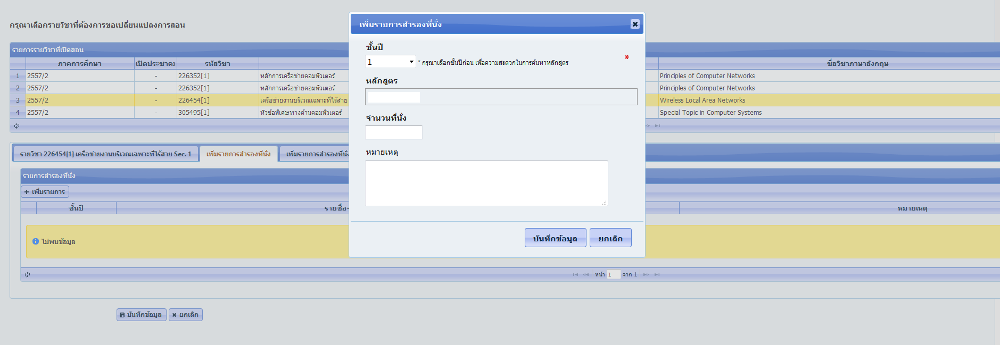 กรุณาเลือกรายวิชาที่ต้องการขอเปลี่ยนแปลงการสอน
รายการรายวิชาที่เปิดสอน
ภาคการศึกษา เปิดประชาคม รหัสวิชา ชื่อวิชาภาษาอังกฤษ
1 2557/2 - 226352[1] หลักการเครือข่ายคอมพิวเตอร์ Principles of Computer Networks
2 2557/2 - 226352[1] หลักการเครือข่ายคอมพิวเตอร์ Principles of Computer Networks
3 2557/2 - 226454[1] เครือข่ายงานบริเวณเฉพาะที่ไร้สาย Wireless Local Area Networks
4 2557/2 - 305495[1] หัวข้อพิเศษทางด้านคอมพิวเตอร์ Special Topic in Computer Systems
รายวิชา 226454[1] เครือข่ายงานบริเวณเฉพาะที่ไร้สาย Sec. 1 เพิ่มรายการสำรองที่นั่ง เพิ่มรายการสำรองที่นั่ง
รายการสำรองที่นั่ง
+ เพิ่มรายการ
ชั้นปี รายชื่อ หมายเหตุ
ไม่พบข้อมูล
หน้า 1 จาก 1
บันทึกข้อมูล ยกเลิก
เพิ่มรายการสำรองที่นั่ง
ชั้นปี
1 * กรุณาเลือกชั้นปีก่อน เพื่อความสะดวกในการค้นหาหลักสูตร *
หลักสูตร
จำนวนที่นั่ง
หมายเหตุ
บันทึกข้อมูล ยกเลิก